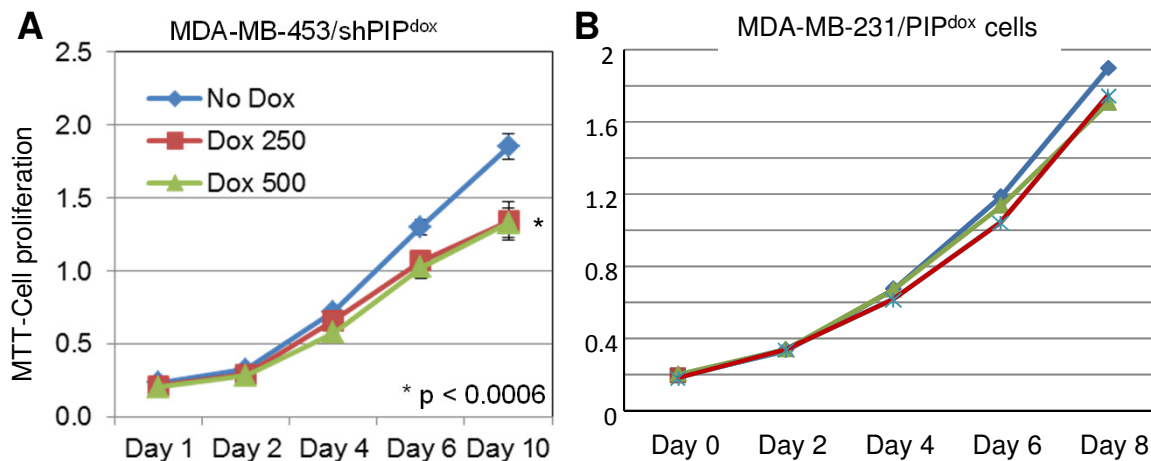 A
MDA-MB-453/shPIPdox
MTT-Cell proliferation
2.5
2.0
1.5
1.0
0.5
0.0
No Dox
Dox 250
Dox 500
*
* p < 0.0006
Day 1 Day 2 Day 4 Day 6 Day 10
B
MDA-MB-231/PIPdox cells
2
1.6
1.2
0.8
0.4
0
Day 0 Day 2 Day 4 Day 6 Day 8